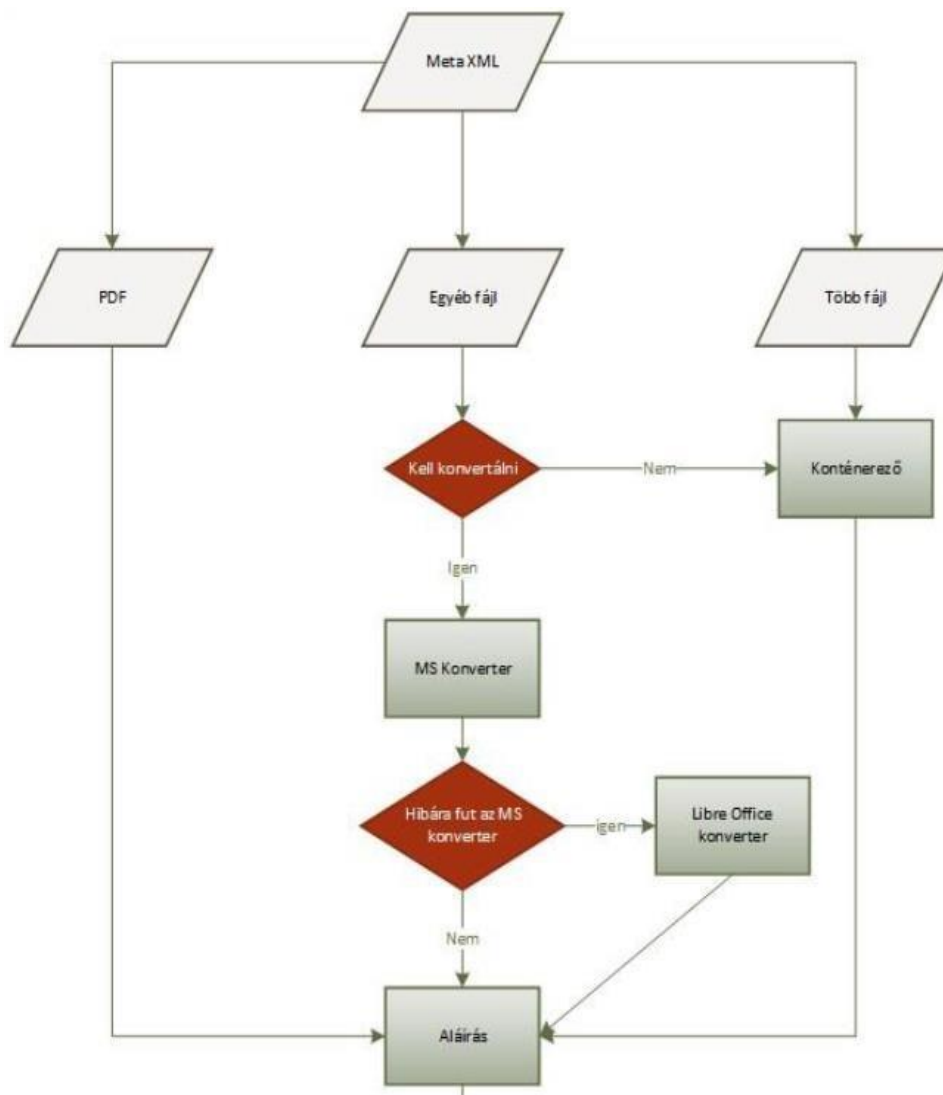 Meta XML
PDF
Egyéb fájl
Több fájl
Kell konvertálni
Nem
Konténerező
Igen
MS Konverter
Hibára fut az MS
konverter
igen
Libre Office
konverter
Nem
Aláírás